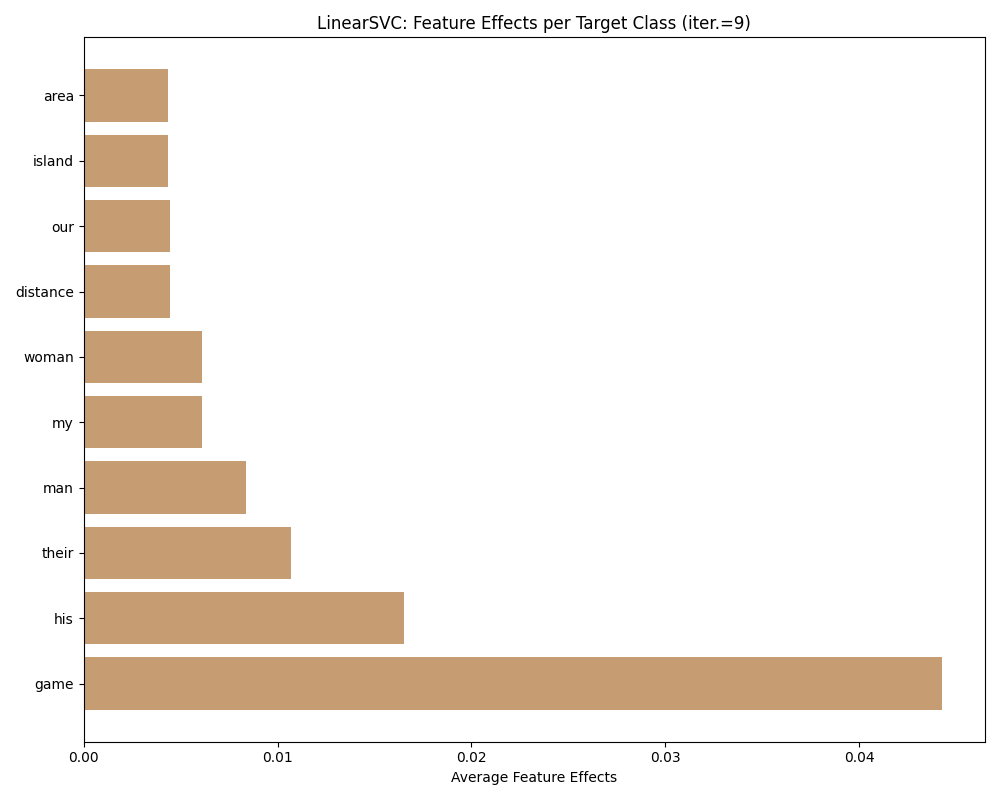 LinearSVC: Feature Effects per Target Class (iter.=9)
area
island
our
distance
woman
my
man
their
his
game
0.00 0.01 0.02 0.03 0.04
Average Feature Effects